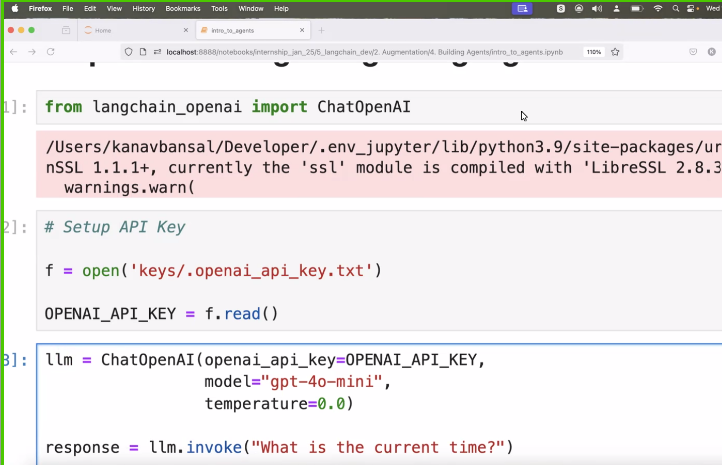 Firefox File Edit View History Bookmarks Tools Window Help Wed
Home intro_to_agents
localhost:8888/notebooks/internship_jan_25/5_langchain_dev/2. Augmentation/4. Building Agents/intro_to_agents.ipynb 110%
1]: from langchain_openai import ChatOpenAI
/Users/kanavbansal/Developer/.env_jupyter/lib/python3.9/site-packages/ur
nSSL 1.1.1+, currently the 'ssl' module is compiled with 'LibreSSL 2.8.3
warnings.warn(
2]: # Setup API Key
f = open('keys/.openai_api_key.txt')
OPENAI_API_KEY = f.read()
3]: llm = ChatOpenAI(openai_api_key=OPENAI_API_KEY,
model="gpt-4o-mini",
temperature=0.0)
response = llm.invoke("What is the current time?")